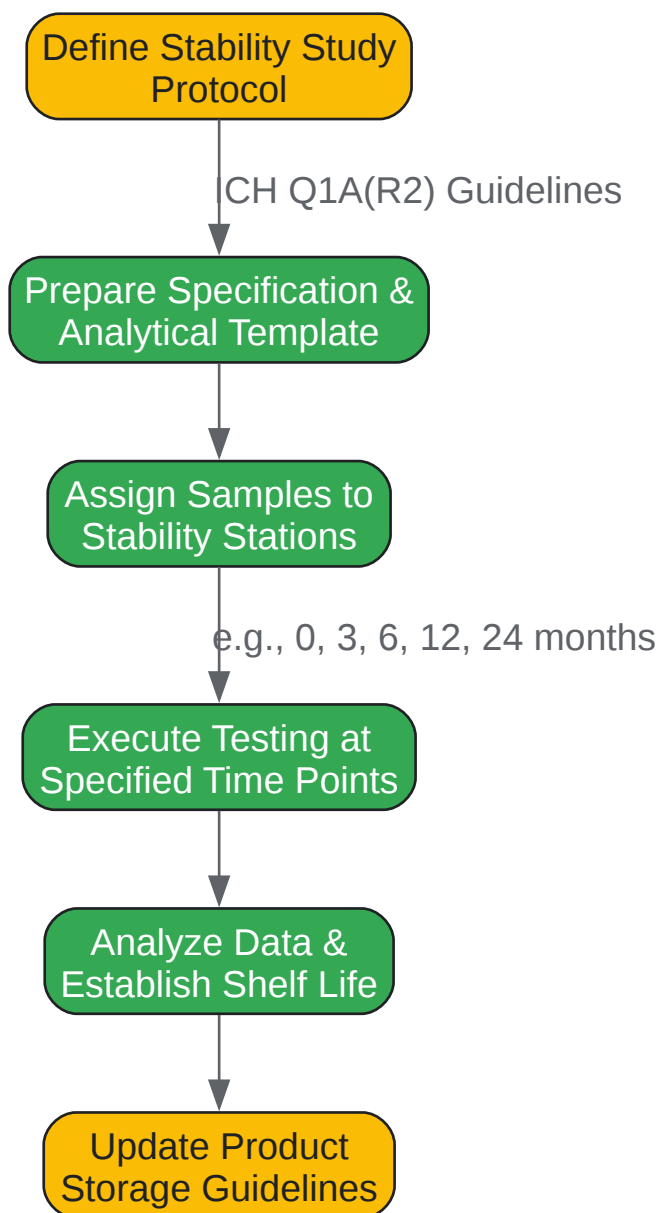 Define Stability Study
Protocol
ICH Q1A(R2) Guidelines
Prepare Specification &
Analytical Template
Assign Samples to
Stability Stations
e.g., 0, 3, 6, 12, 24 months
Execute Testing at
Specified Time Points
Analyze Data &
Establish Shelf Life
Update Product
Storage Guidelines